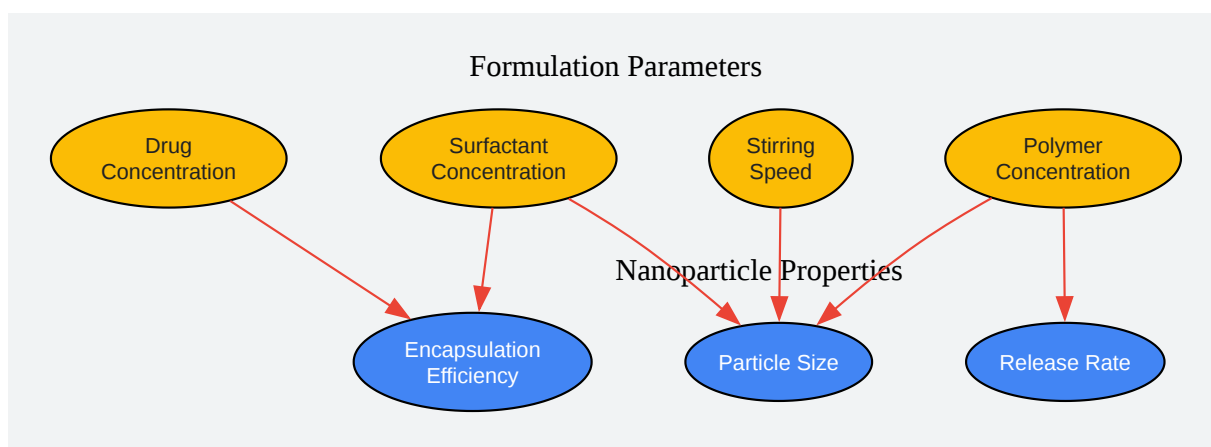 Formulation Parameters
Drug
Concentration
Surfactant
Concentration
Stirring
Speed
Polymer
Concentration
Nanoparticle Properties
Encapsulation
Efficiency
Particle Size
Release Rate